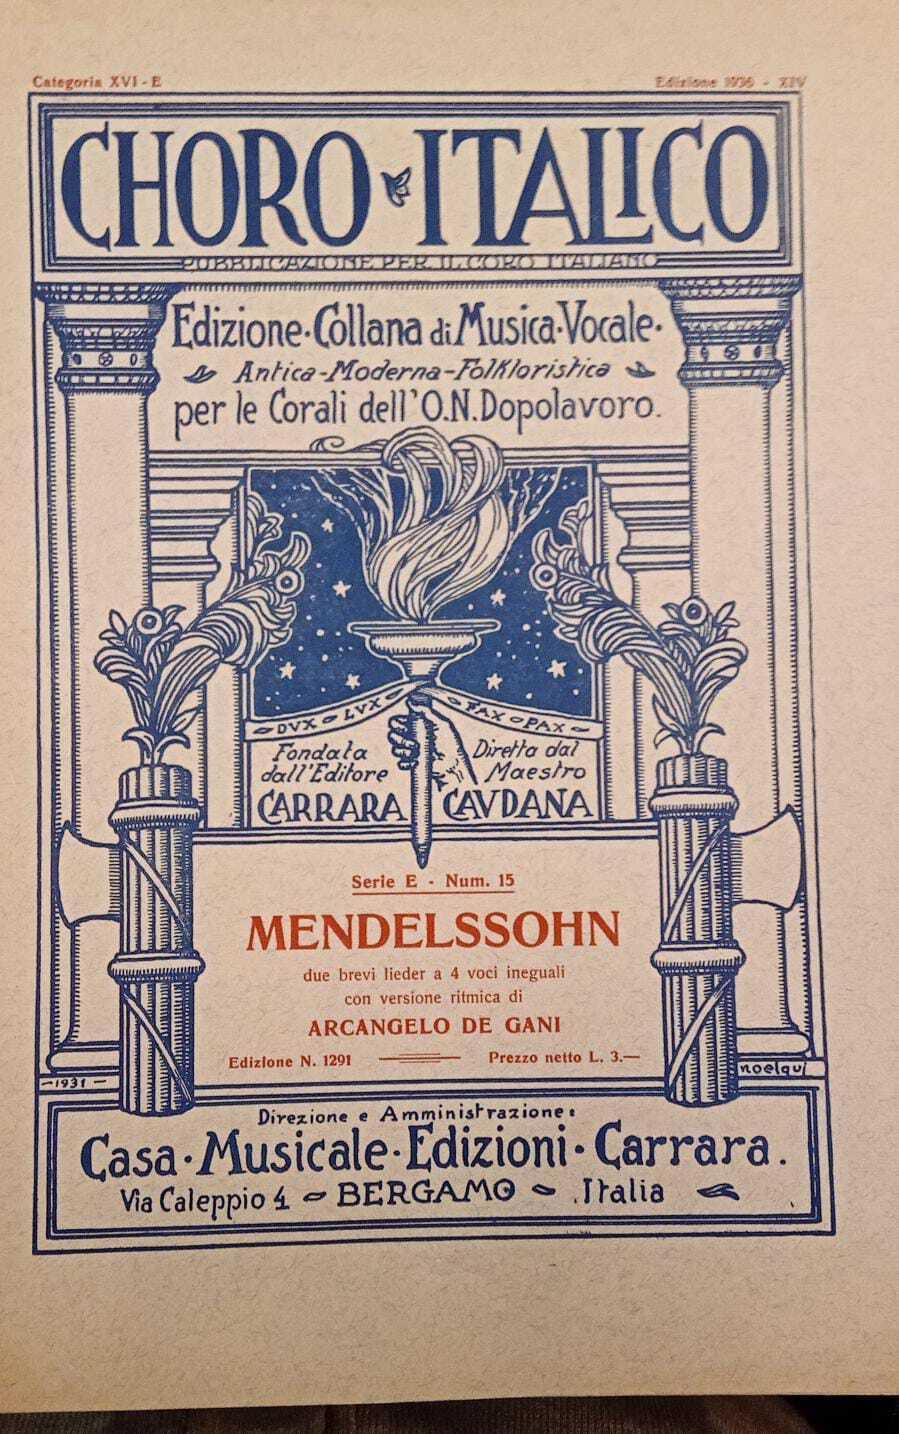 Categoria XVI - E
Edizione 1936 - XIV
CHORO ITALICO
PUBBLICAZIONE PER IL CORO ITALIANO
Edizione·Collana di Musica·Vocale·
Antica-Moderna-Folkloristica
per le Corali dell'O.N.Dopolavoro.
DVX LVX FAX PAX
Fondata
dall'Editore
CARRARA
Diretta dal
Maestro
CAVDANA
Serie E - Num. 15
MENDELSSOHN
due brevi lieder a 4 voci ineguali
con versione ritmica di
ARCANGELO DE GANI
Edizione N. 1291
Prezzo netto L. 3.—
-1931-
noelqui
Direzione e Amministrazione:
Casa·Musicale·Edizioni·Carrara.
Via Caleppio 4 BERGAMO Italia